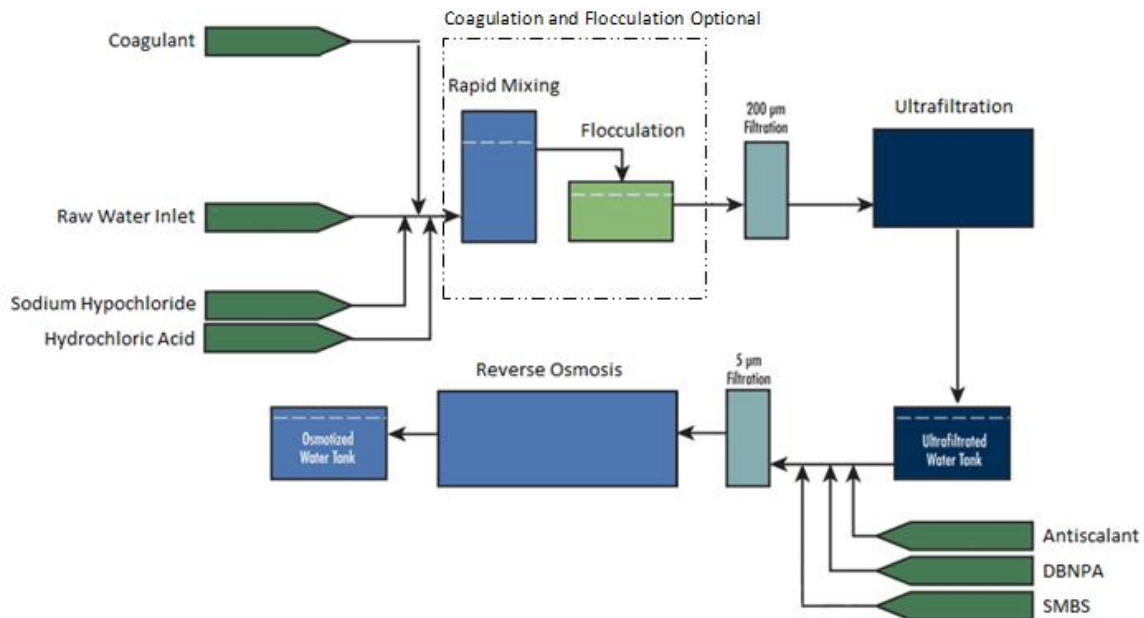 Coagulation and Flocculation Optional
Coagulant
Rapid Mixing
Flocculation
200 µm
Filtration
Ultrafiltration
Raw Water Inlet
Sodium Hypochloride
Hydrochloric Acid
Reverse Osmosis
5 µm
Filtration
Osmotized
Water Tank
Ultrafiltrated
Water Tank
Antiscalant
DBNPA
SMBS